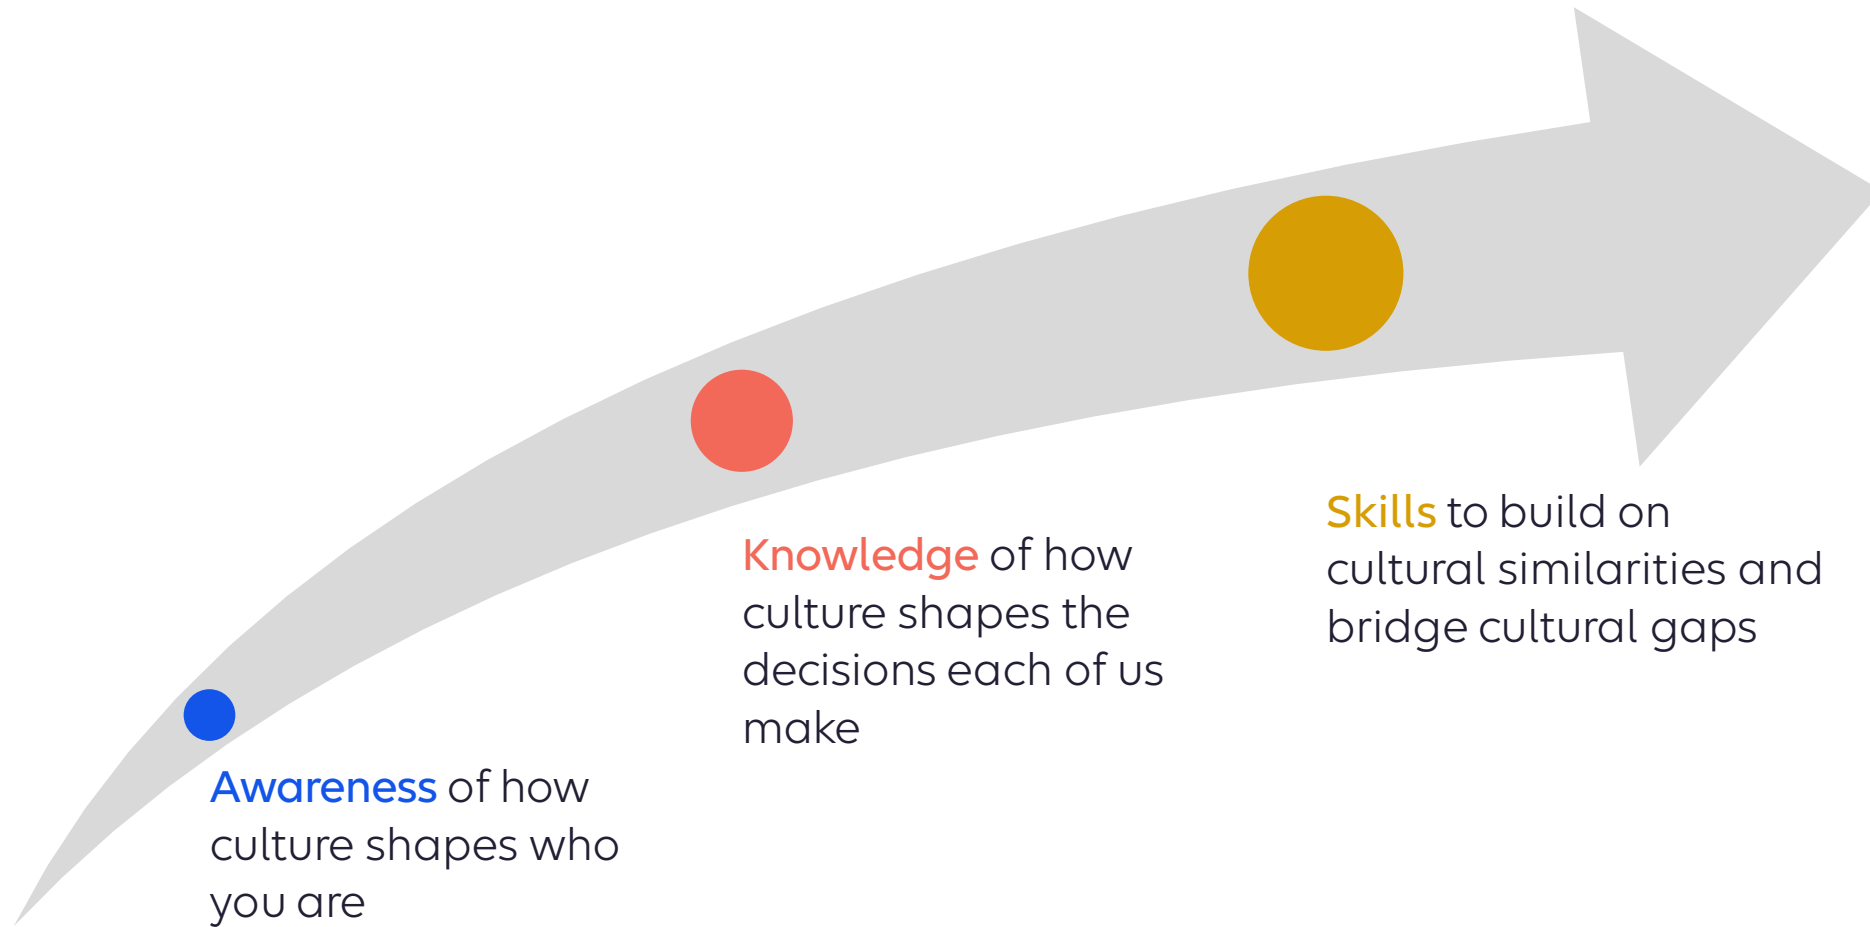 Awareness of how
culture shapes who
you are
Knowledge of how
culture shapes the
decisions each of us
make
Skills to build on
cultural similarities and
bridge cultural gaps